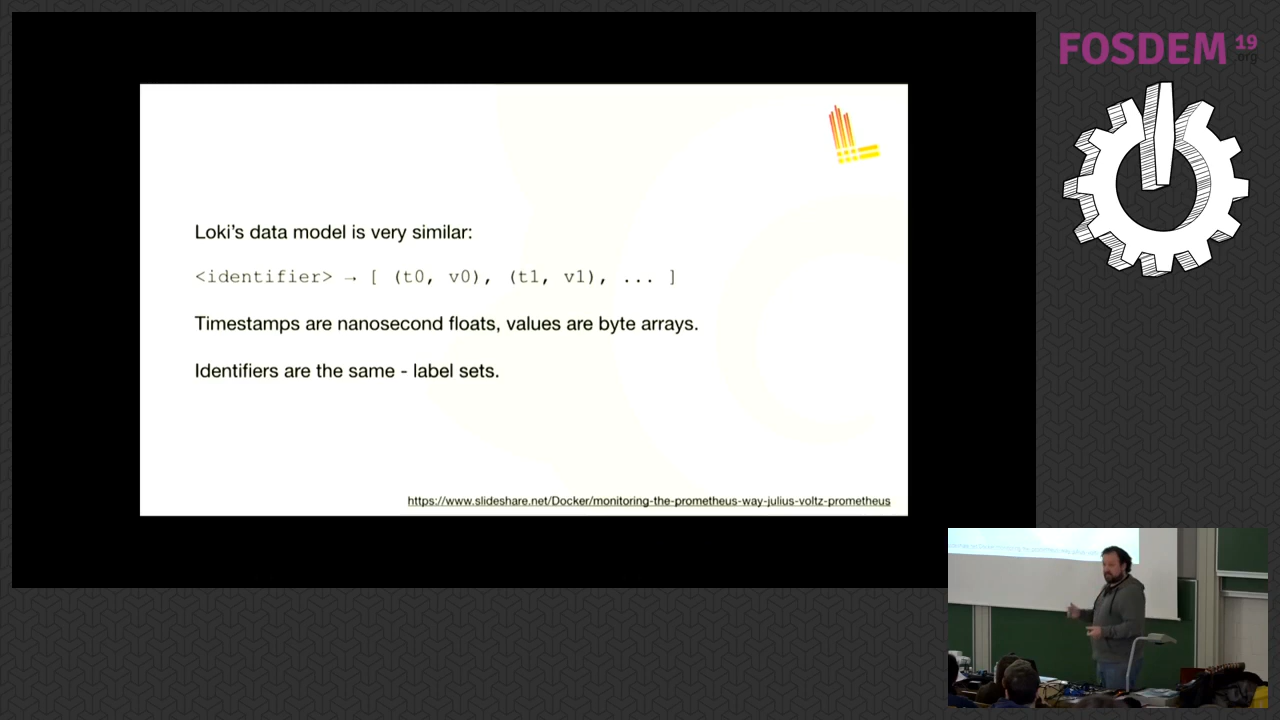 FOSDEM 19
.org
Loki's data model is very similar:
<identifier> → [ (t0, v0), (t1, v1), ... ]
Timestamps are nanosecond floats, values are byte arrays.
Identifiers are the same - label sets.
https://www.slideshare.net/Docker/monitoring-the-prometheus-way-julius-voltz-prometheus